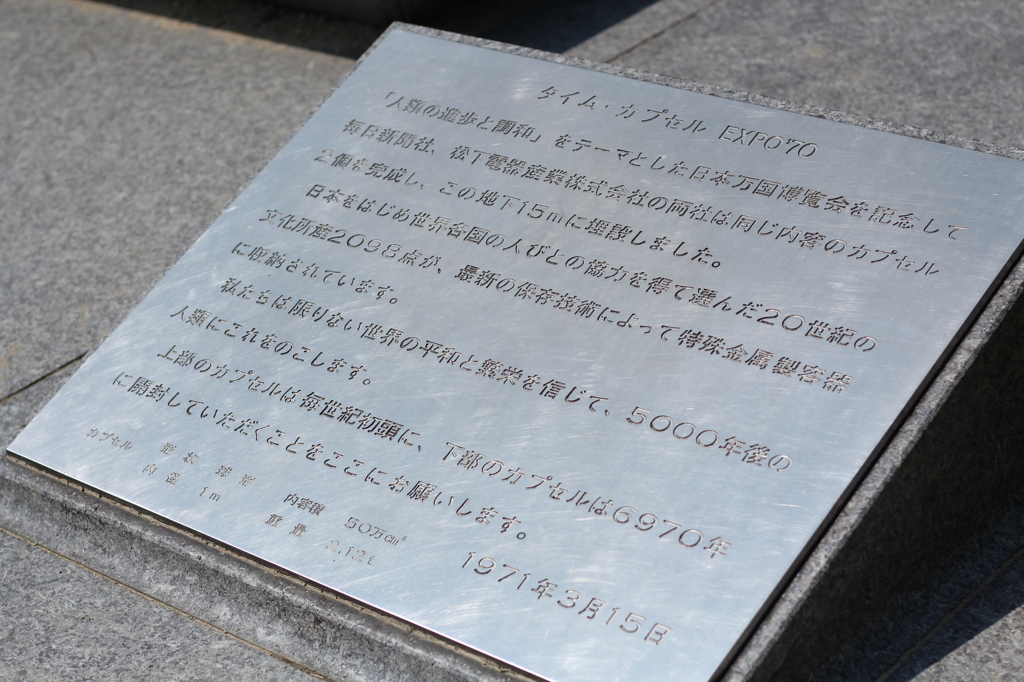 タイム・カプセル EXPO'70
「人類の進歩と調和」をテーマとした日本万国博覧会を記念して
毎日新聞社、松下電器産業株式会社の両社は同じ内容のカプセル
2個を完成し、この地下15mに埋設しました。
日本をはじめ世界各国の人びとの協力を得て選んだ20世紀の
文化所産2098点が、最新の保存技術によって特殊金属製容器
に収納されています。
私たちは限りない世界の平和と繁栄を信じて、5000年後の
人類にこれをのこします。
上部のカプセルは毎世紀初頭に、下部のカプセルは6970年
に開封していただくことをここにお願いします。
カプセル 形状 球形 内容積 50万cm³
内径 1m 重量 2.12t
1971年3月15日